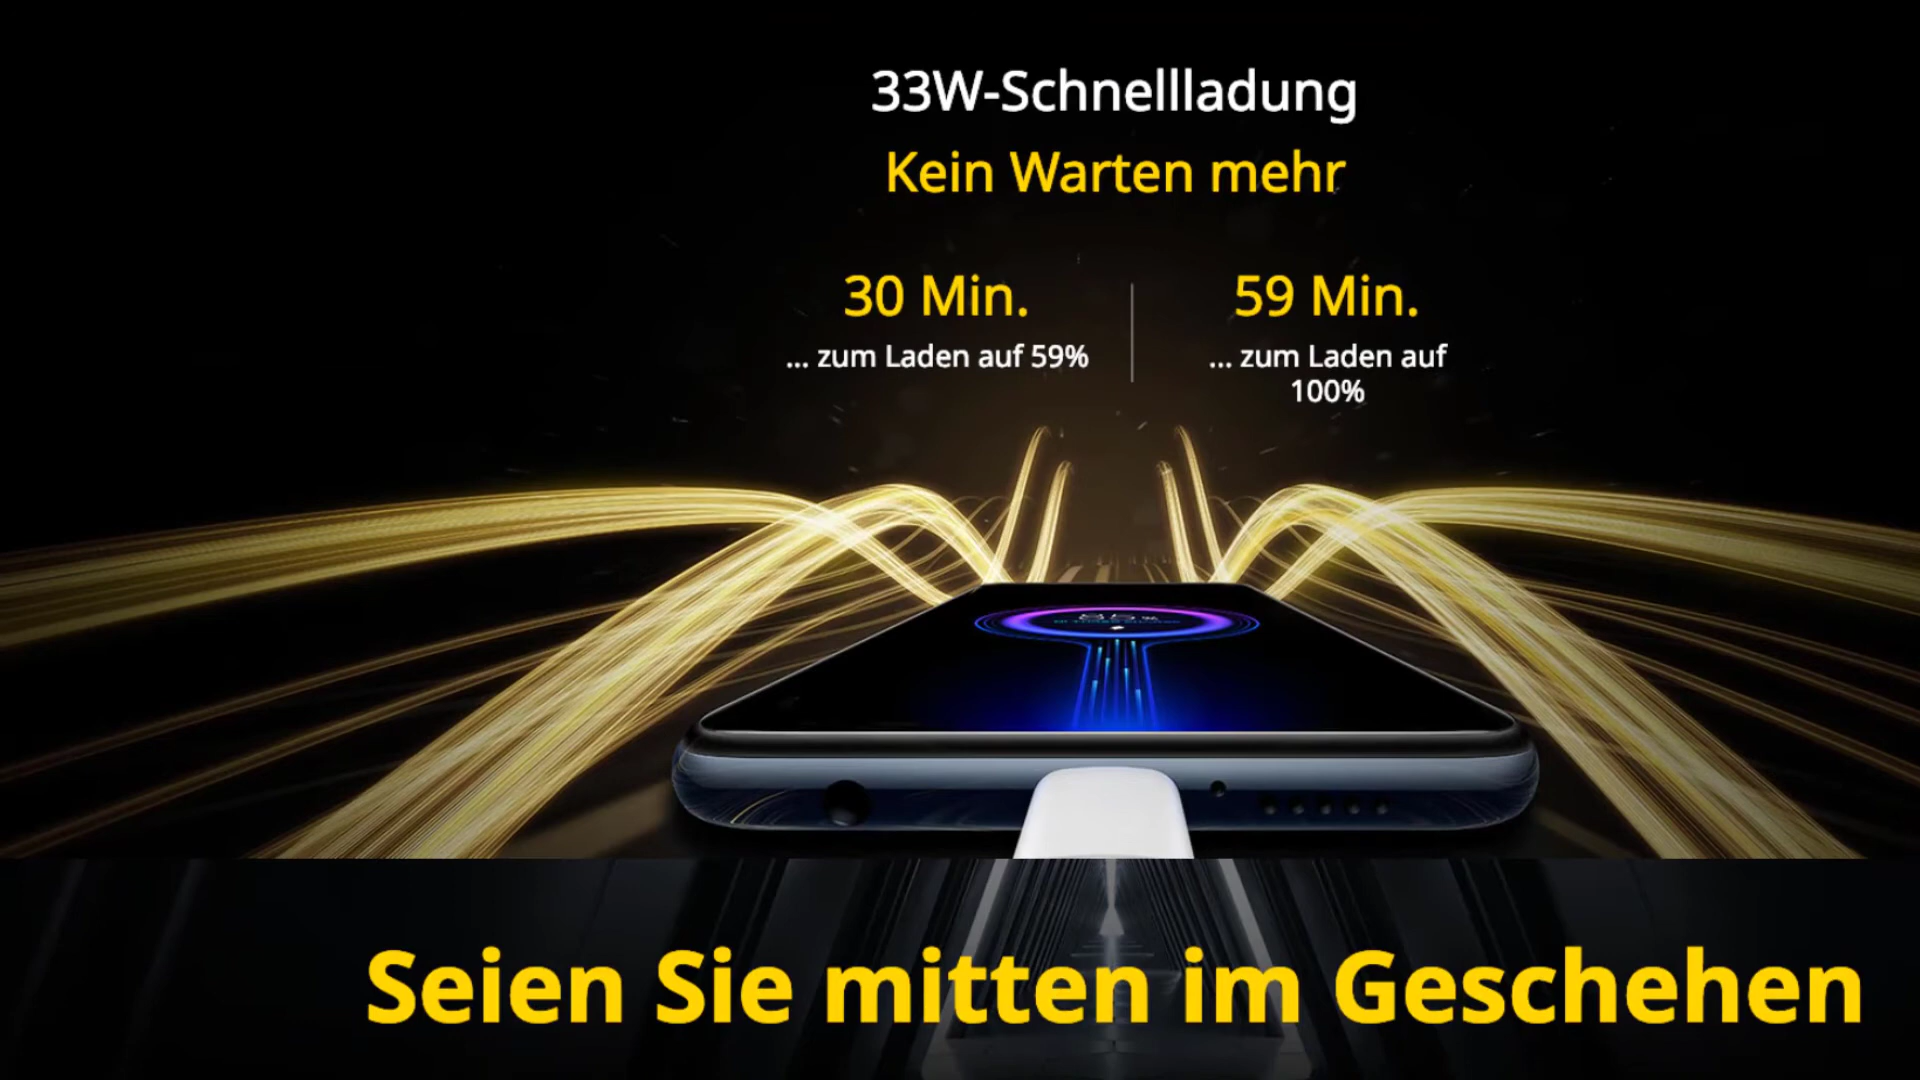 33W-Schnellladung
Kein Warten mehr
30 Min.
... zum Laden auf 59%
59 Min.
... zum Laden auf
100%
Seien Sie mitten im Geschehen